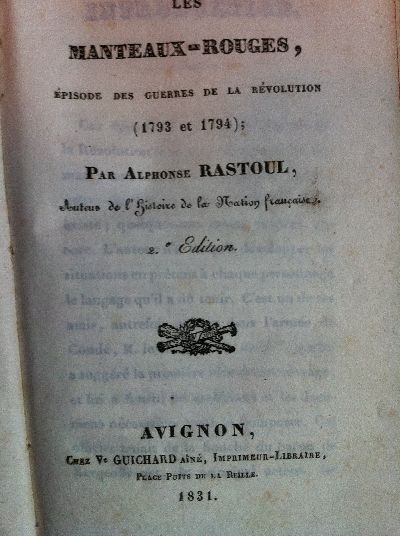 LES
MANTEAUX-ROUGES,
ÉPISODE DES GUERRES DE LA RÉVOLUTION
(1793 et 1794);
PAR ALPHONSE RASTOUL,
Auteur de l'Histoire de la Nation française.
2.e Edition.
AVIGNON,
CHEZ Ve GUICHARD AÎNÉ, IMPRIMEUR-LIBRAIRE,
PLACE PUITS DE LA REILLE.
1831.